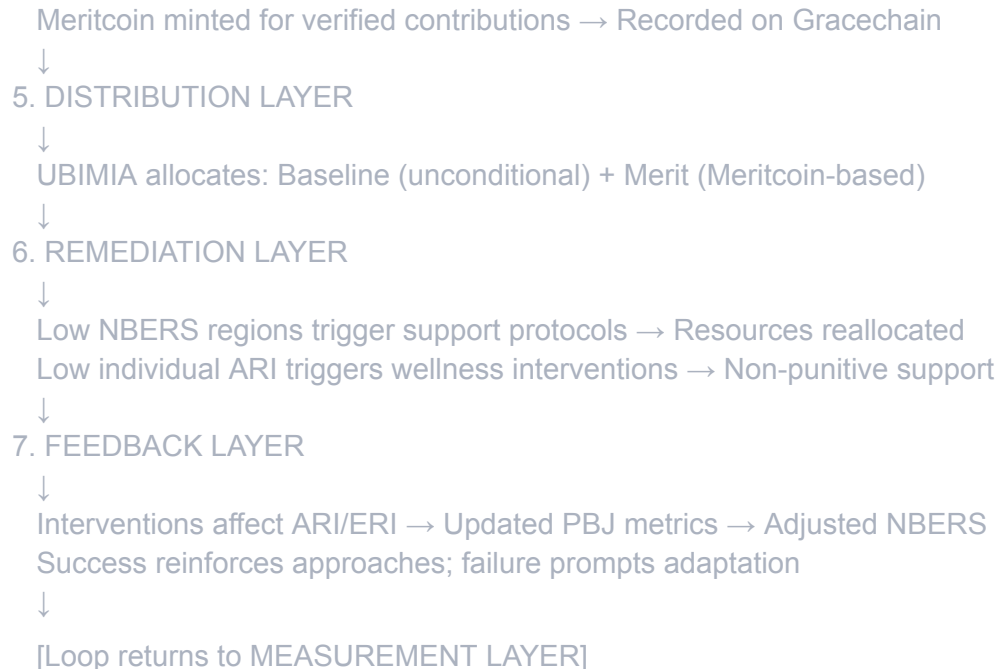 Meritcoin minted for verified contributions → Recorded on Gracechain
↓
5. DISTRIBUTION LAYER
↓
UBIMIA allocates: Baseline (unconditional) + Merit (Meritcoin-based)
↓
6. REMEDIATION LAYER
↓
Low NBERS regions trigger support protocols → Resources reallocated
Low individual ARI triggers wellness interventions → Non-punitive support
↓
7. FEEDBACK LAYER
↓
Interventions affect ARI/ERI → Updated PBJ metrics → Adjusted NBERS
Success reinforces approaches; failure prompts adaptation
↓
[Loop returns to MEASUREMENT LAYER]